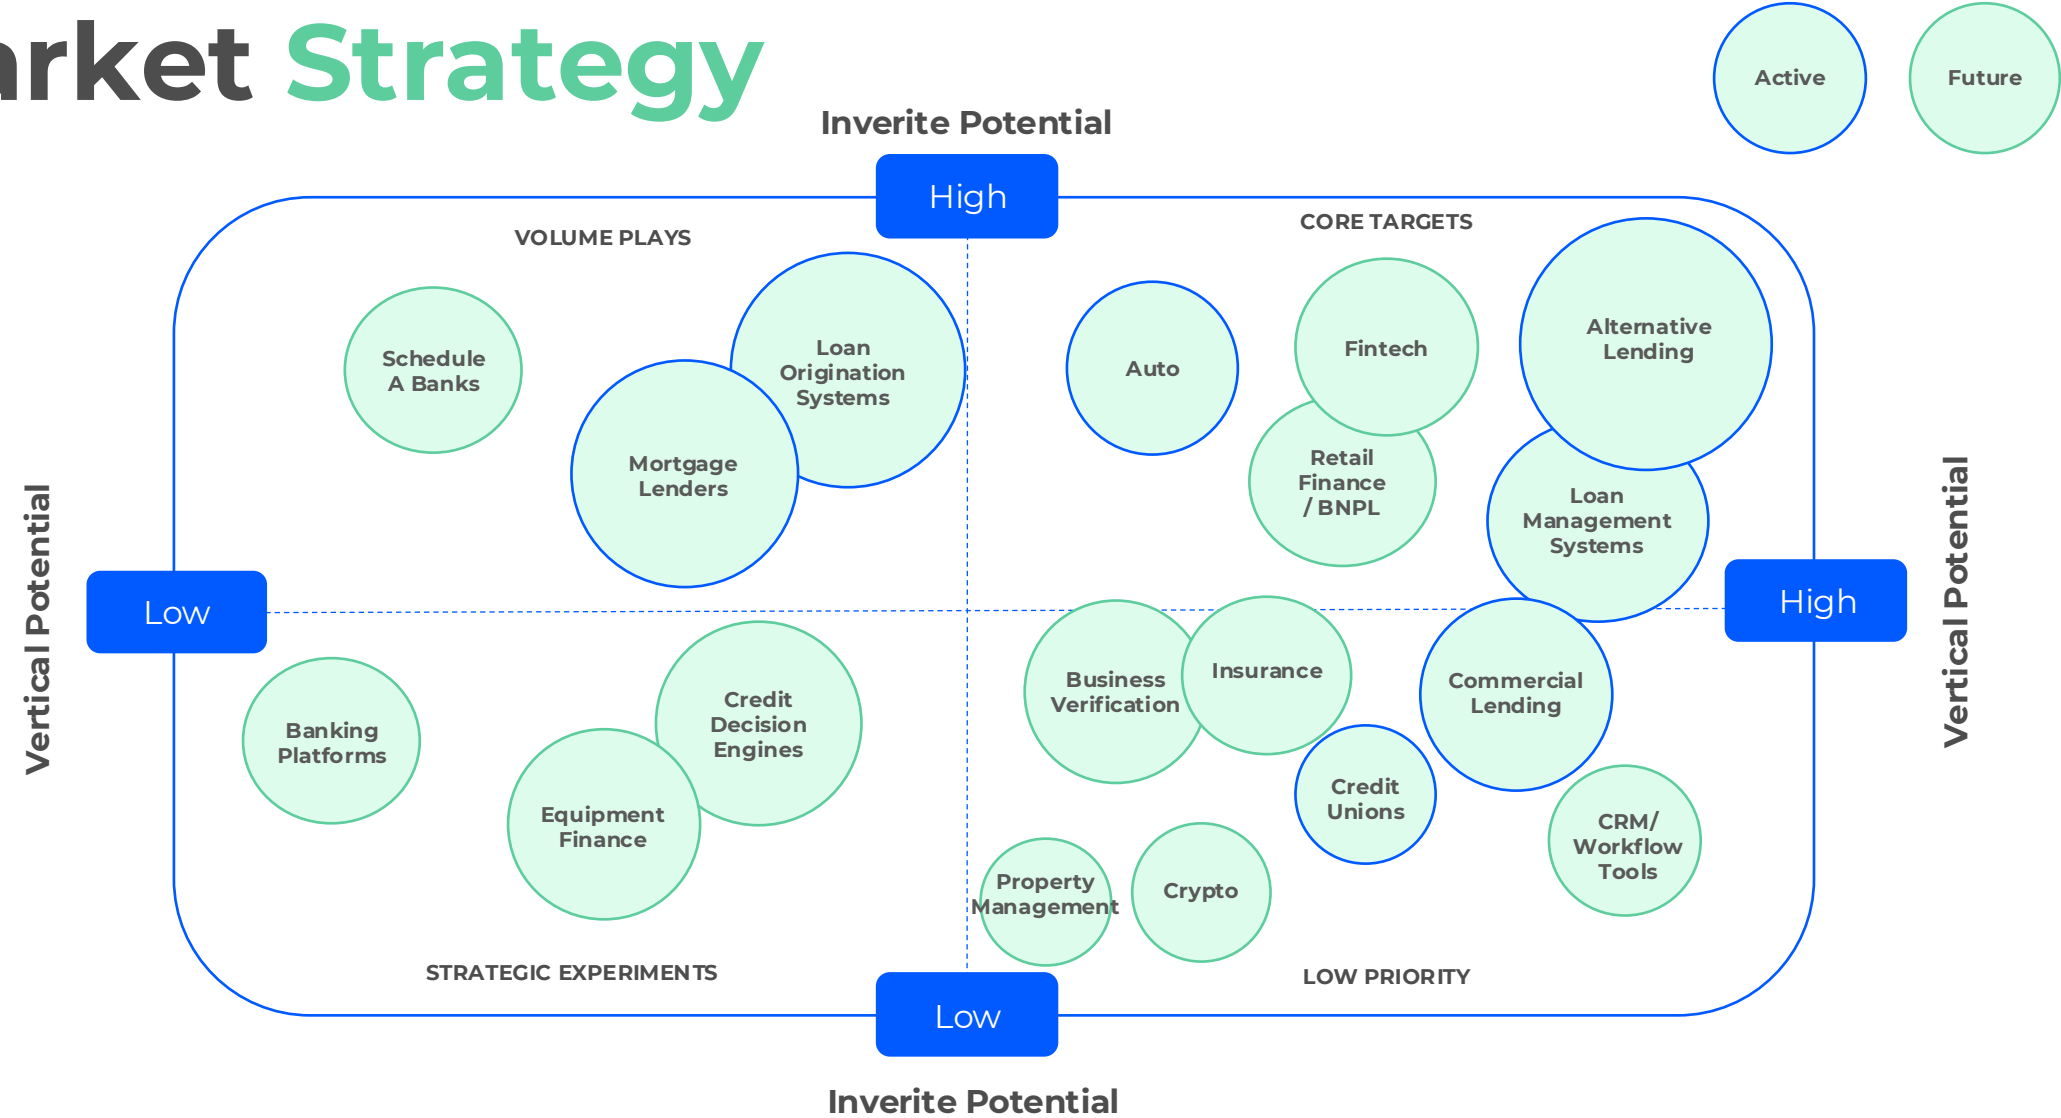 arket Strategy
Active
Future
Inverite Potential
High
VOLUME PLAYS
CORE TARGETS
Schedule
A Banks
Loan
Origination
Systems
Mortgage
Lenders
Auto
Fintech
Alternative
Lending
Retail
Finance
/ BNPL
Loan
Management
Systems
Vertical Potential
Low
High
Vertical Potential
Banking
Platforms
Credit
Decision
Engines
Equipment
Finance
Business
Verification
Insurance
Commercial
Lending
Credit
Unions
CRM/
Workflow
Tools
Property
Management
Crypto
STRATEGIC EXPERIMENTS
LOW PRIORITY
Low
Inverite Potential